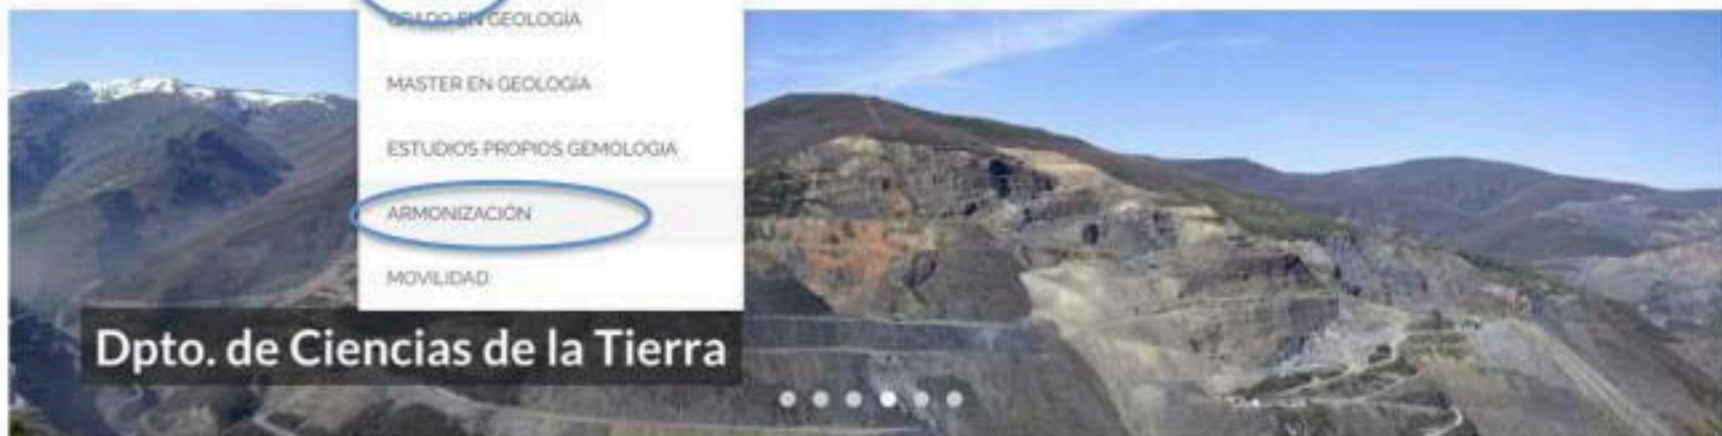 GRADO EN GEOLOGÍA
MASTER EN GEOLOGÍA
ESTUDIOS PROPIOS GEMOLOGIA
ARMONIZACIÓN
MOVILIDAD
Dpto. de Ciencias de la Tierra